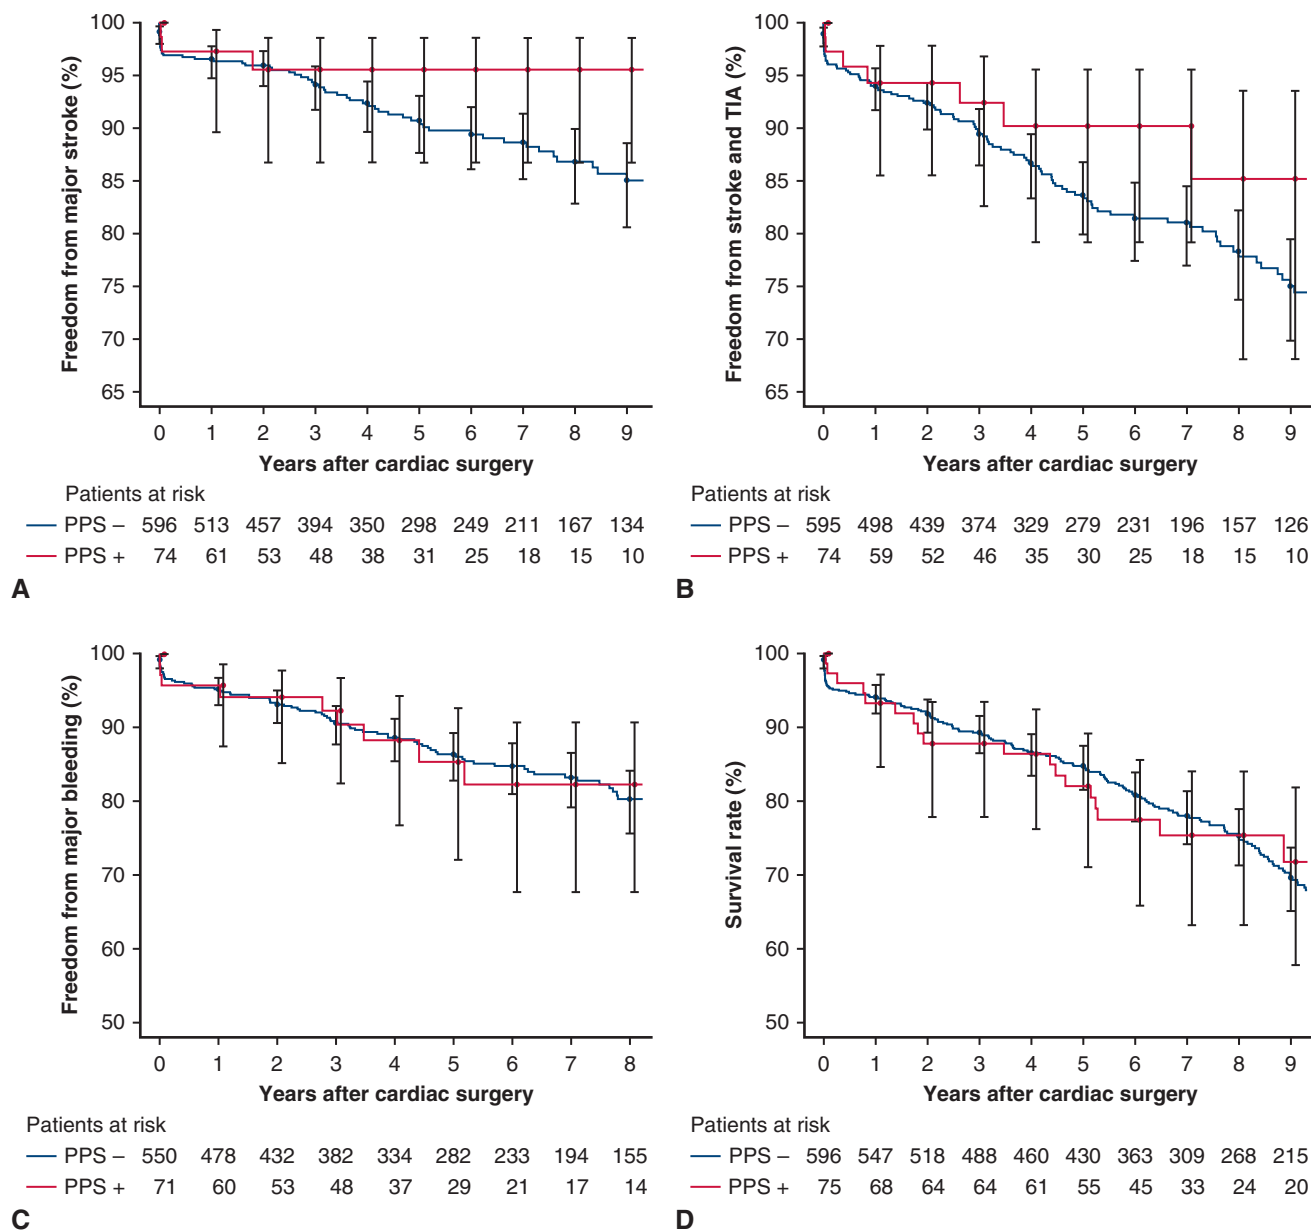 100
95
90
85
80
75
70
65
Freedom from major stroke (%)
0 1 2 3 4 5 6 7 8 9
Years after cardiac surgery
Patients at risk
PPS – 596 513 457 394 350 298 249 211 167 134
PPS + 74 61 53 48 38 31 25 18 15 10
A
100
95
90
85
80
75
70
65
Freedom from stroke and TIA (%)
0 1 2 3 4 5 6 7 8 9
Years after cardiac surgery
Patients at risk
PPS – 595 498 439 374 329 279 231 196 157 126
PPS + 74 59 52 46 35 30 25 18 15 10
B
100
90
80
70
60
50
Freedom from major bleeding (%)
0 1 2 3 4 5 6 7 8
Years after cardiac surgery
Patients at risk
PPS – 550 478 432 382 334 282 233 194 155
PPS + 71 60 53 48 37 29 21 17 14
C
100
90
80
70
60
50
Survival rate (%)
0 1 2 3 4 5 6 7 8 9
Years after cardiac surgery
Patients at risk
PPS – 596 547 518 488 460 430 363 309 268 215
PPS + 75 68 64 64 61 55 45 33 24 20
D